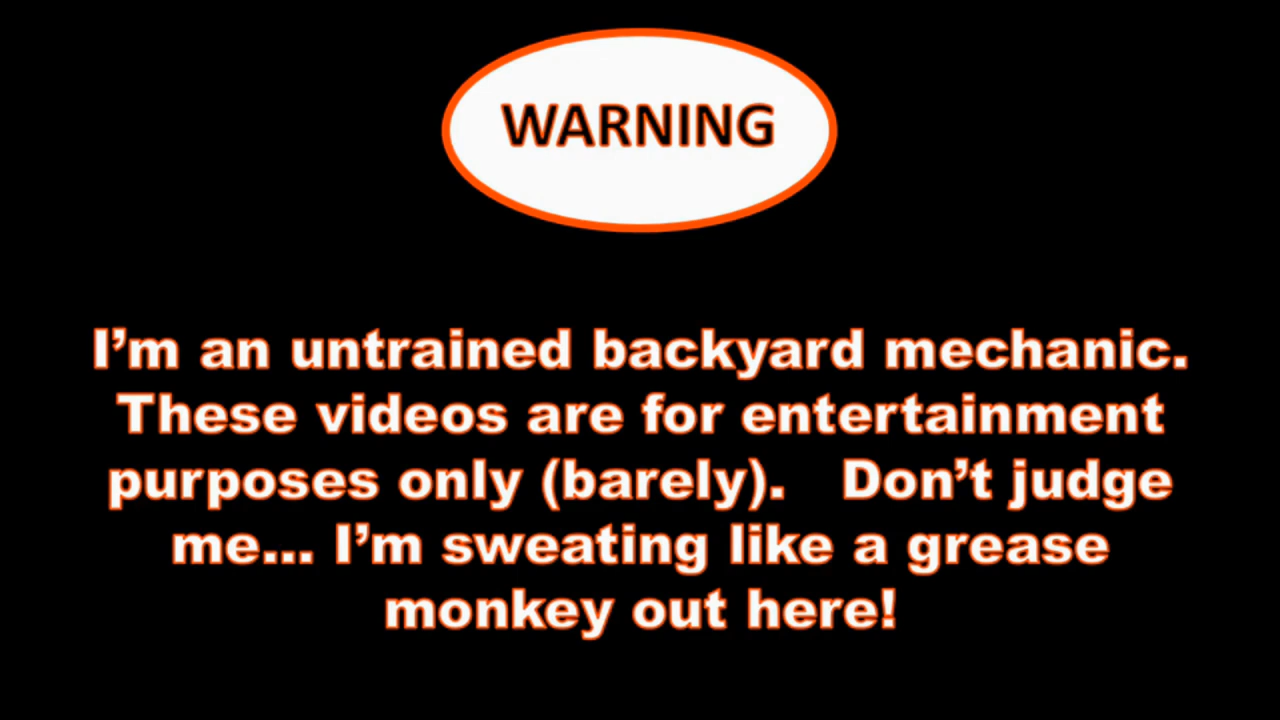 WARNING
I’m an untrained backyard mechanic.
These videos are for entertainment
purposes only (barely).   Don’t judge
me... I’m sweating like a grease
monkey out here!